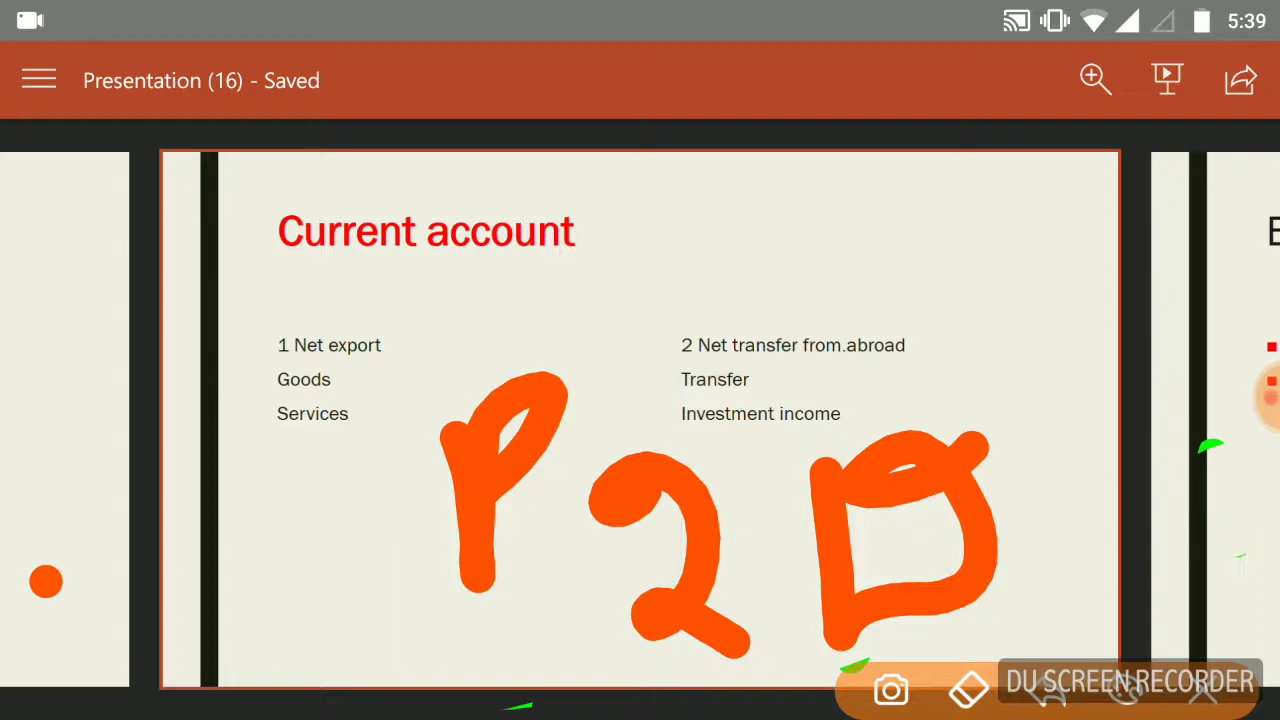 5:39
Presentation (16) - Saved
Current account
1 Net export
Goods
Services
2 Net transfer from.abroad
Transfer
Investment income
P 2 D
E
DU SCREEN RECORDER